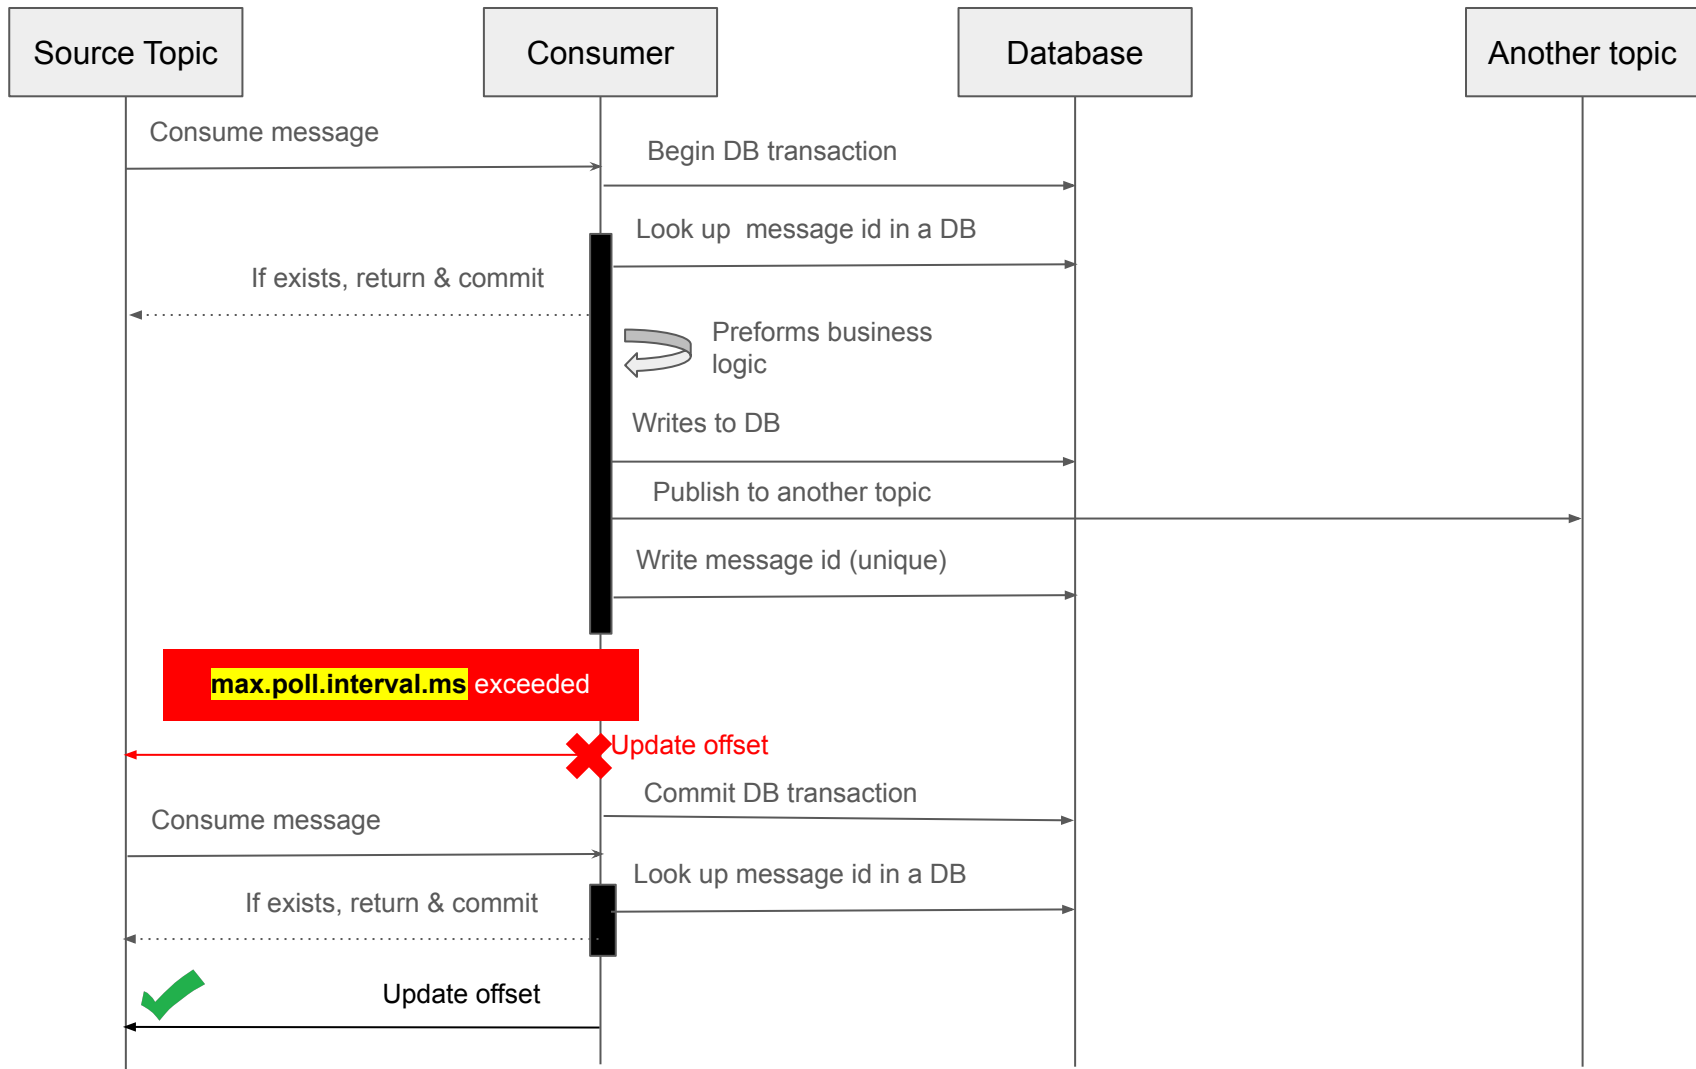 Source Topic
Consumer
Database
Another topic
Consume message
Begin DB transaction
Look up  message id in a DB
If exists, return & commit
Preforms business
logic
Writes to DB
Publish to another topic
Write message id (unique)
max.poll.interval.ms exceeded
Update offset
Commit DB transaction
Consume message
Look up message id in a DB
If exists, return & commit
Update offset